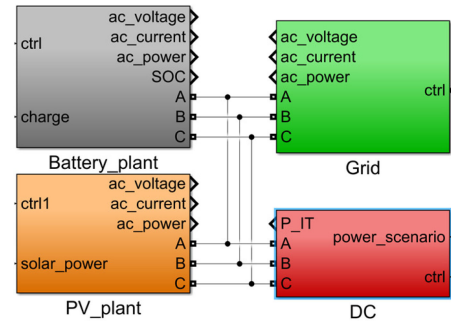 ctrl
charge
ac_voltage
ac_current
ac_power
SOC
A
B
C
Battery_plant
ac_voltage
ac_current
ac_power
A
B
C
ctrl
Grid
ctrl1
solar_power
ac_voltage
ac_current
ac_power
A
B
C
PV_plant
P_IT
A
B
C
power_scenario
ctrl
DC